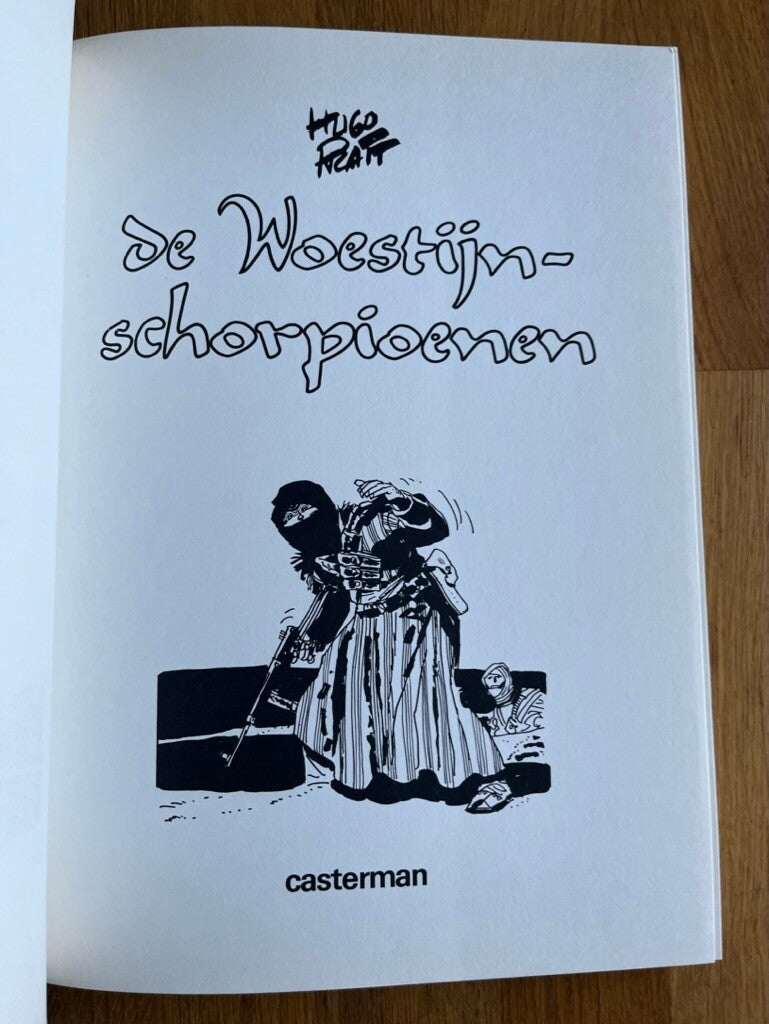 HUGO
PRATT
de Woestijn-
schorpioenen
casterman